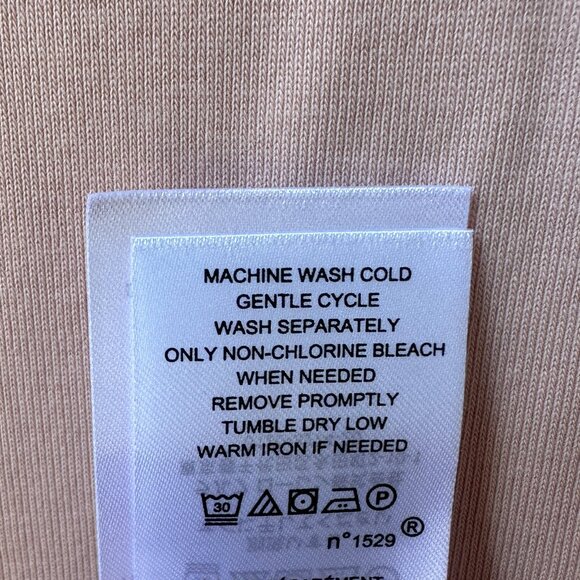 MACHINE WASH COLD
GENTLE CYCLE
WASH SEPARATELY
ONLY NON-CHLORINE BLEACH
WHEN NEEDED
REMOVE PROMPTLY
TUMBLE DRY LOW
WARM IRON IF NEEDED
30 P
n°1529 ®